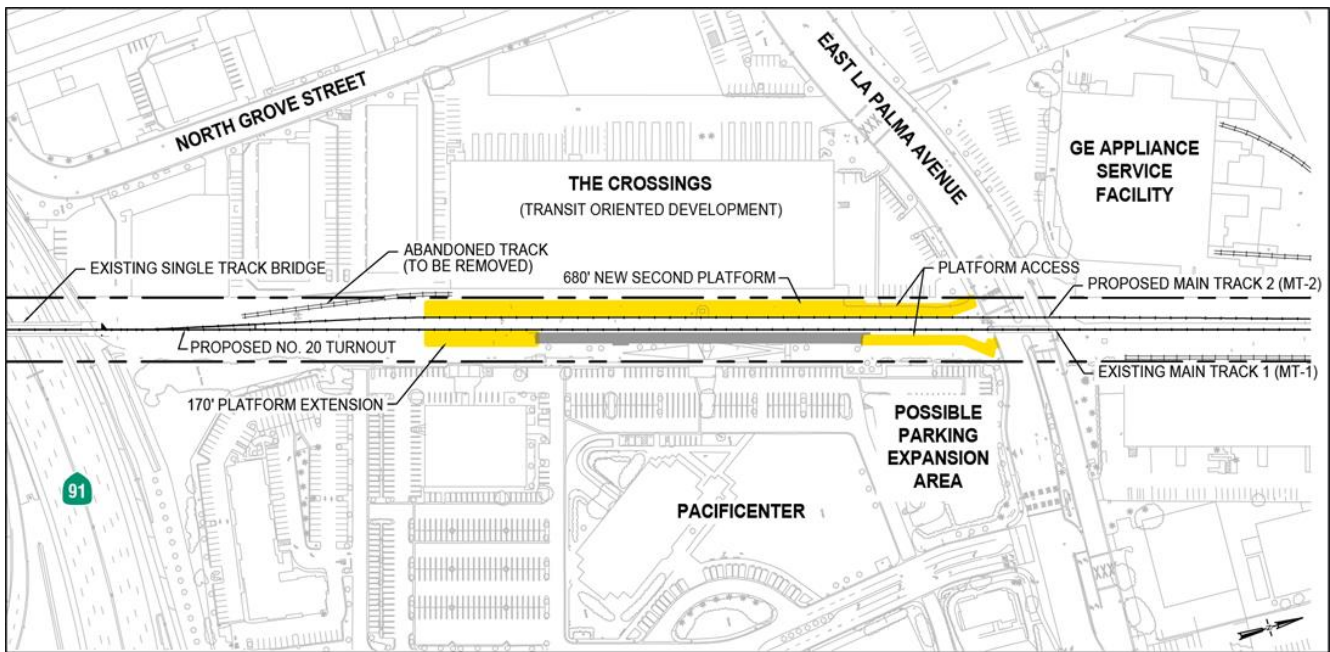 NORTH GROVE STREET
EAST LA PALMA AVENUE
GE APPLIANCE
SERVICE
FACILITY
THE CROSSINGS
(TRANSIT ORIENTED DEVELOPMENT)
EXISTING SINGLE TRACK BRIDGE
ABANDONED TRACK
(TO BE REMOVED)
680' NEW SECOND PLATFORM
PLATFORM ACCESS
PROPOSED MAIN TRACK 2 (MT-2)
PROPOSED NO. 20 TURNOUT
EXISTING MAIN TRACK 1 (MT-1)
170' PLATFORM EXTENSION
POSSIBLE
PARKING
EXPANSION
AREA
91
PACIFICENTER